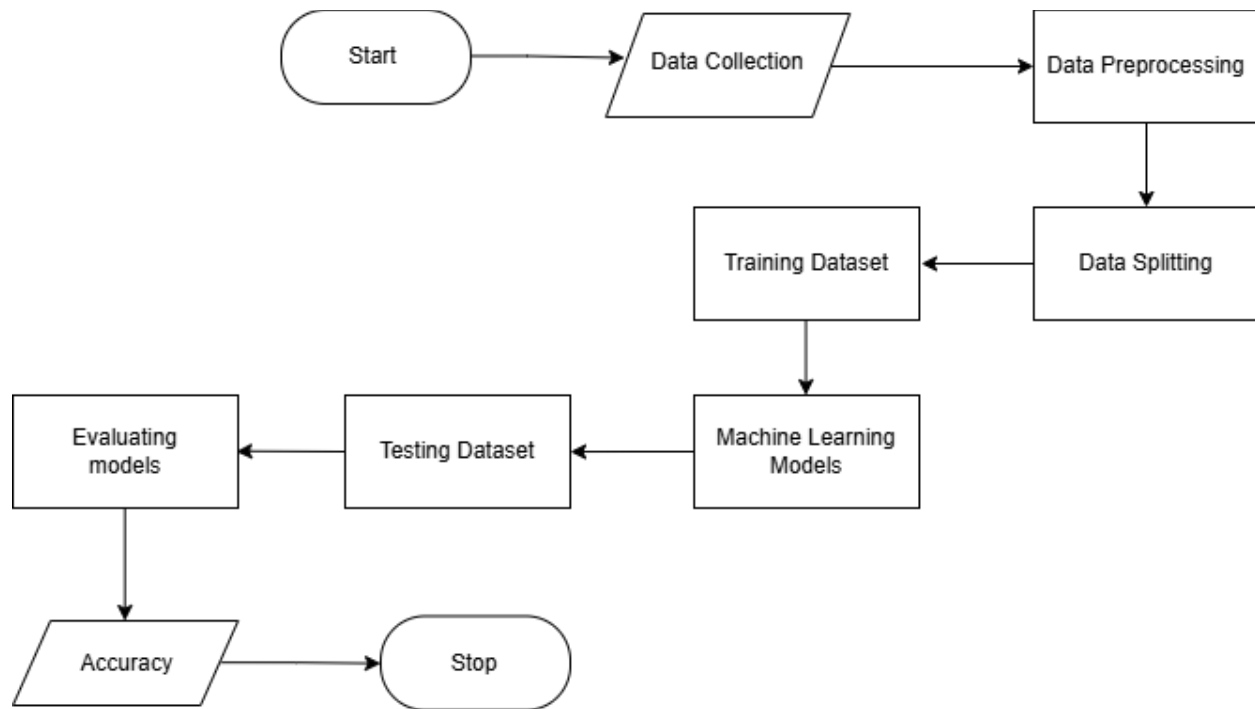 Start
Data Collection
Data Preprocessing
Training Dataset
Data Splitting
Evaluating
models
Testing Dataset
Machine Learning
Models
Accuracy
Stop